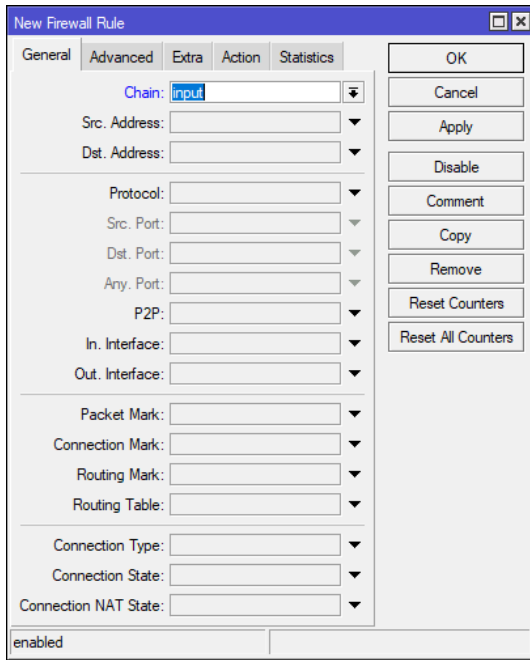 New Firewall Rule
General Advanced Extra Action Statistics
Chain: input
Src. Address:
Dst. Address:
Protocol:
Src. Port:
Dst. Port:
Any. Port:
P2P:
In. Interface:
Out. Interface:
Packet Mark:
Connection Mark:
Routing Mark:
Routing Table:
Connection Type:
Connection State:
Connection NAT State:
OK
Cancel
Apply
Disable
Comment
Copy
Remove
Reset Counters
Reset All Counters
enabled